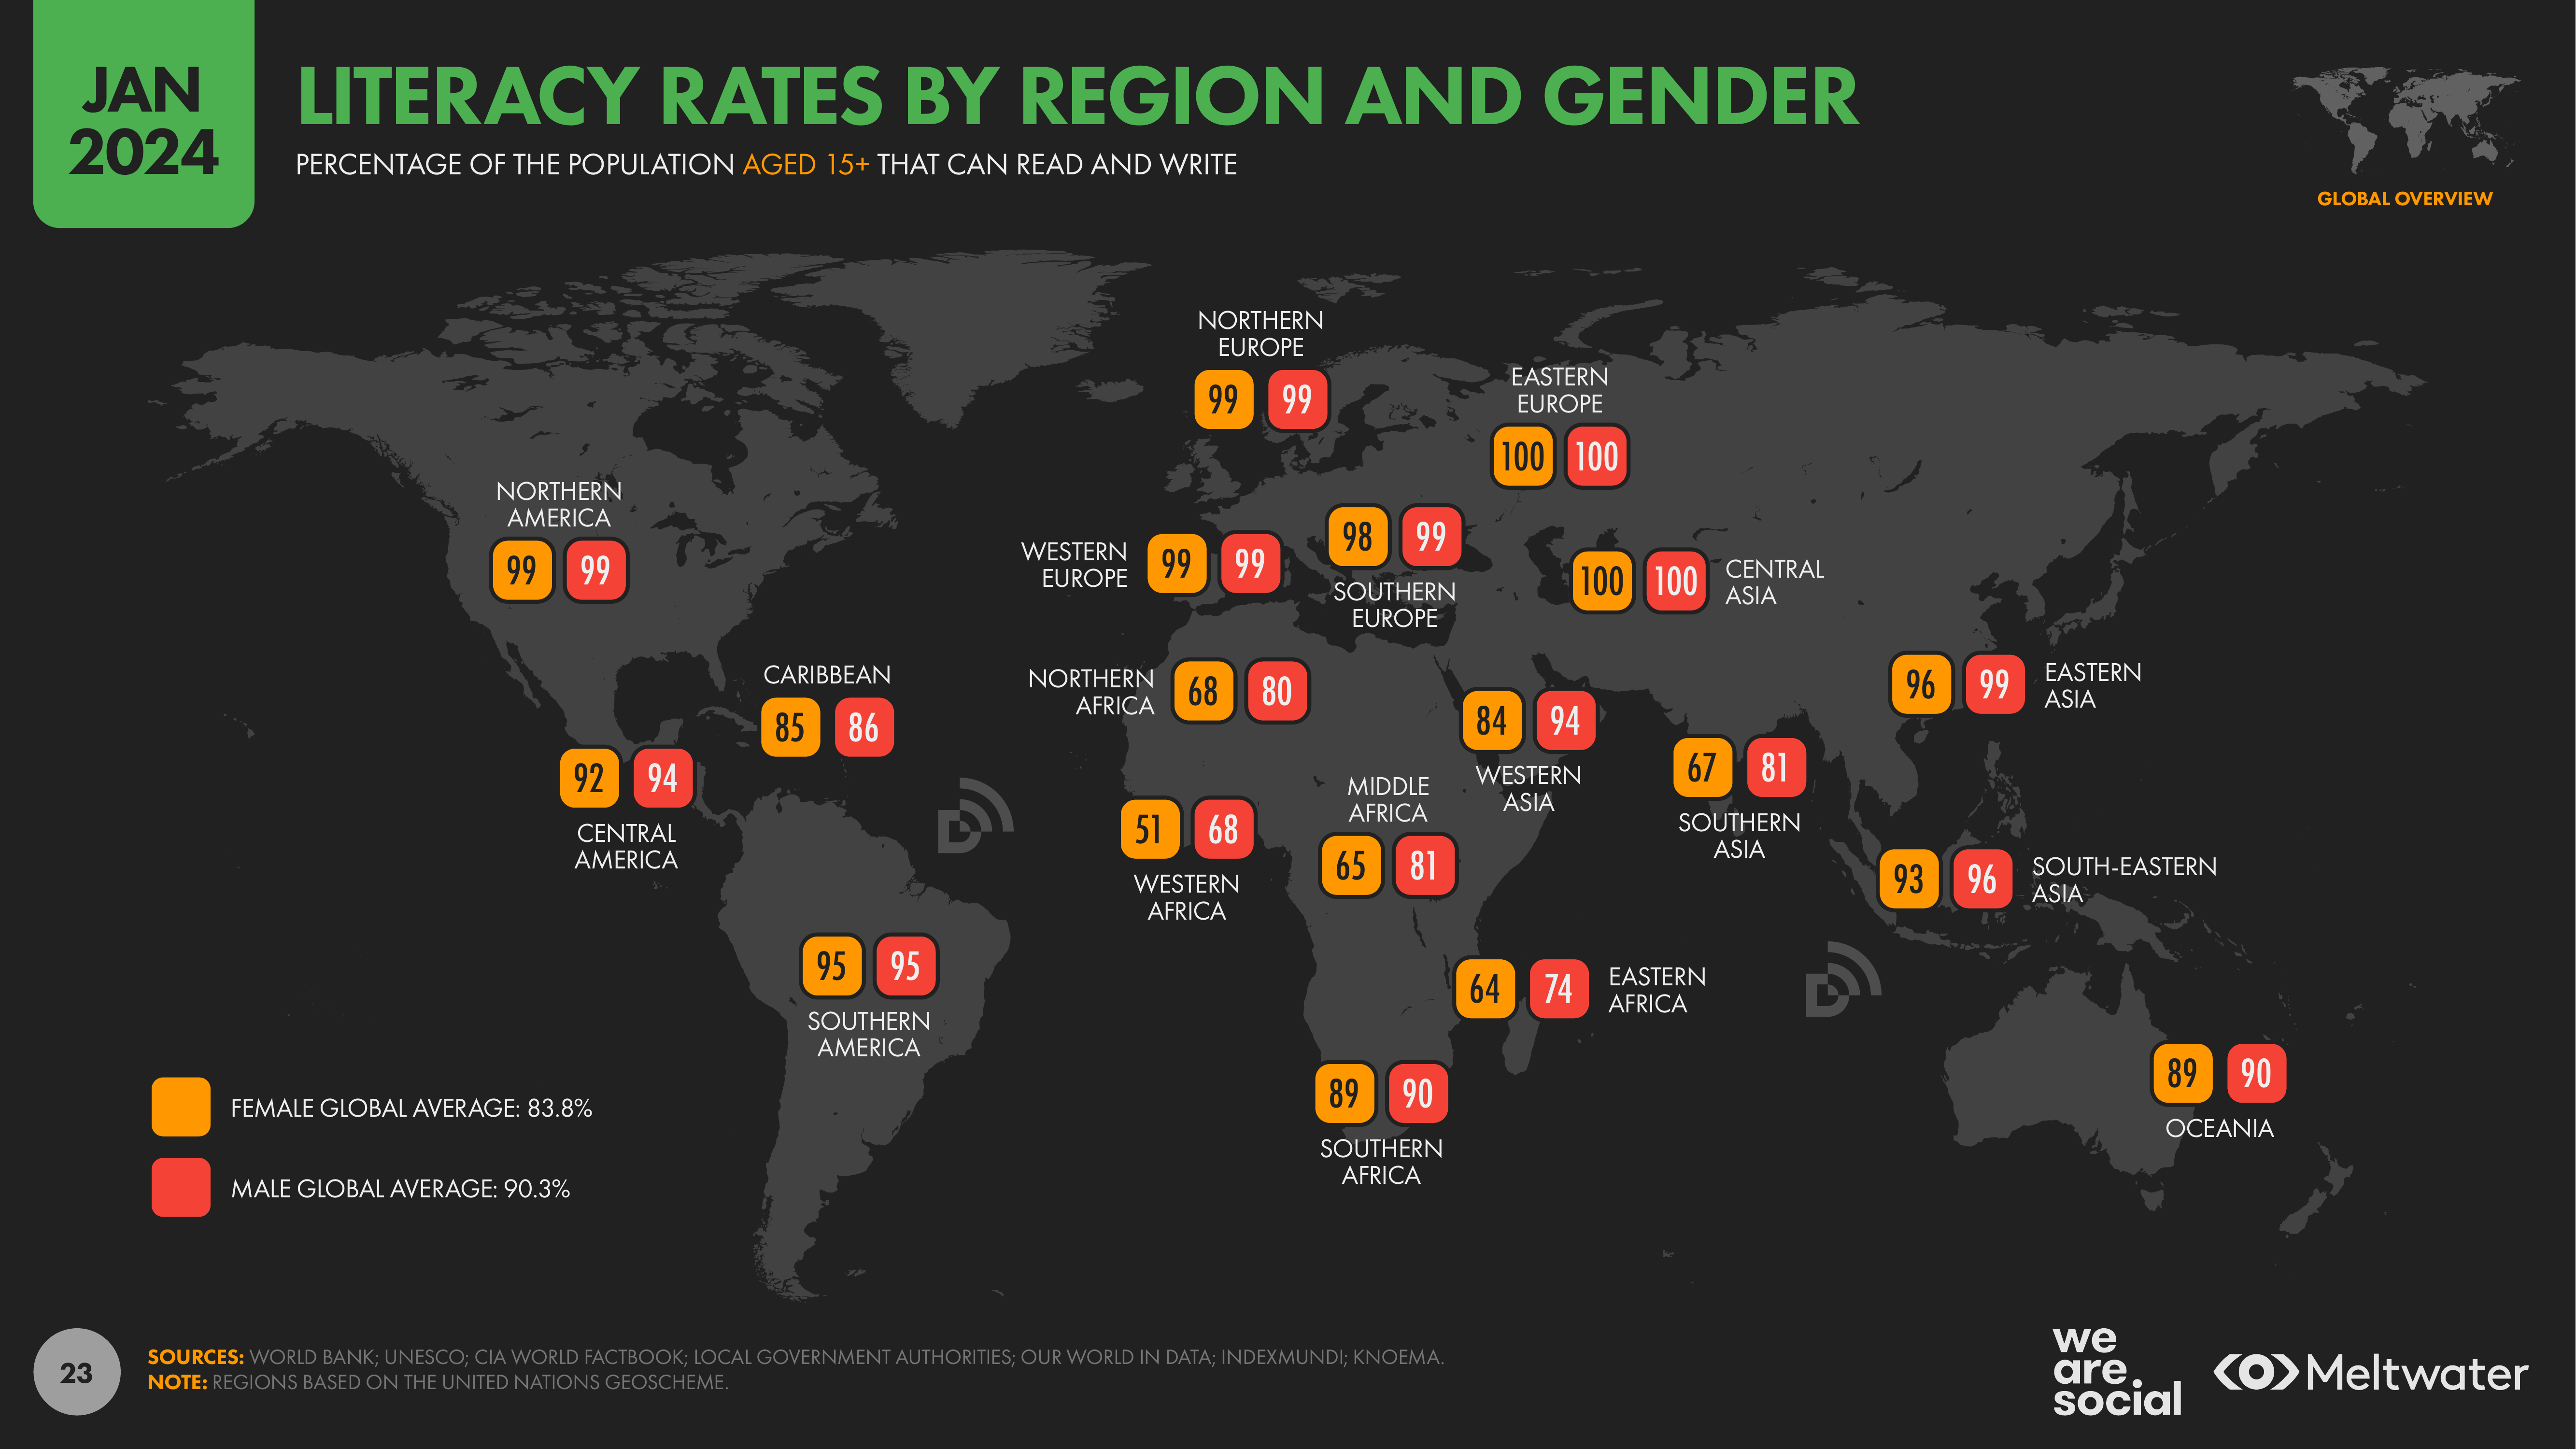 JAN
2024
LITERACY RATES BY REGION AND GENDER
PERCENTAGE OF THE POPULATION AGED 15+ THAT CAN READ AND WRITE
GLOBAL OVERVIEW
NORTHERN
EUROPE
99 99
EASTERN
EUROPE
100 100
NORTHERN
AMERICA
99 99
WESTERN
EUROPE
99 99
98 99
SOUTHERN
EUROPE
100 100
CENTRAL
ASIA
CARIBBEAN
85 86
NORTHERN
AFRICA
68 80
84 94
WESTERN
ASIA
96 99
EASTERN
ASIA
92 94
CENTRAL
AMERICA
67 81
SOUTHERN
ASIA
51 68
WESTERN
AFRICA
MIDDLE
AFRICA
65 81
93 96
SOUTH-EASTERN
ASIA
95 95
SOUTHERN
AMERICA
64 74
EASTERN
AFRICA
89 90
SOUTHERN
AFRICA
89 90
OCEANIA
FEMALE GLOBAL AVERAGE: 83.8%
MALE GLOBAL AVERAGE: 90.3%
23
SOURCES: WORLD BANK; UNESCO; CIA WORLD FACTBOOK; LOCAL GOVERNMENT AUTHORITIES; OUR WORLD IN DATA; INDEXMUNDI; KNOEMA.
NOTE: REGIONS BASED ON THE UNITED NATIONS GEOSCHEME.
we
are
social
Meltwater